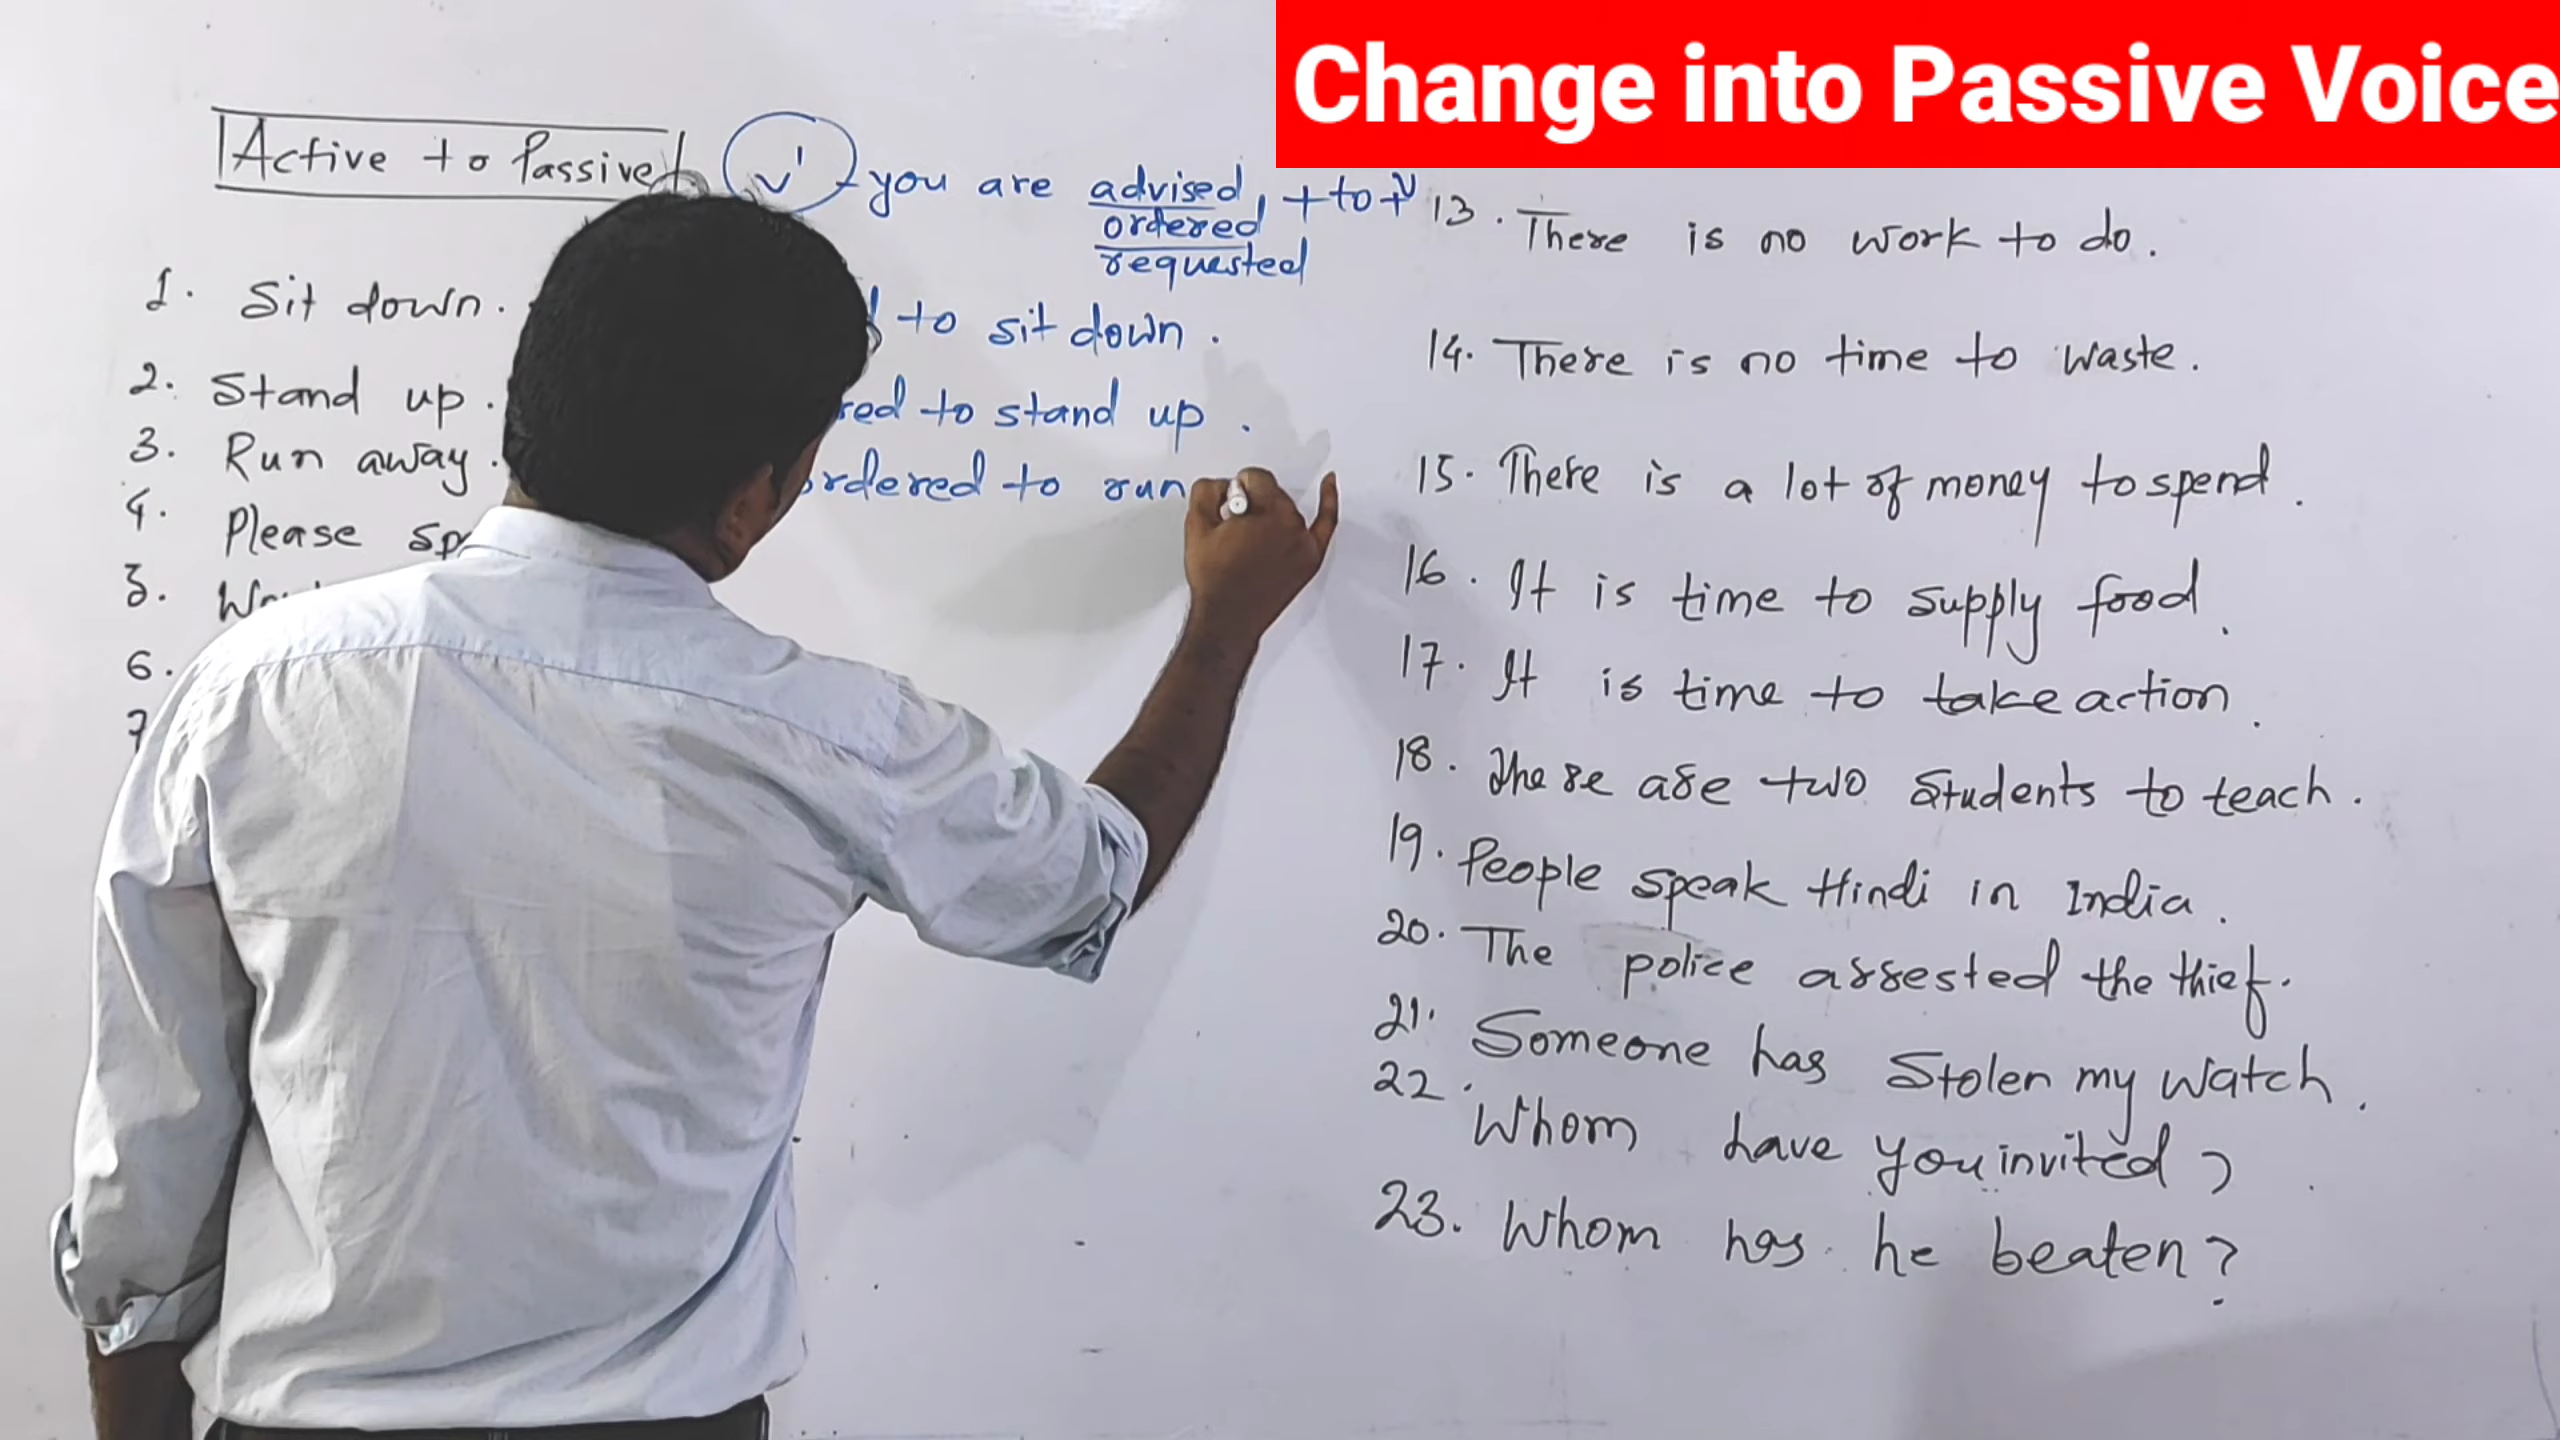 Change into Passive Voice
Active to Passive
V¹ - you are advised + to + V
ordered
requested
1. Sit down. to sit down.
2. Stand up. to stand up.
3. Run away. ordered to run
4. Please
5.
6.
7
13. There is no work to do.
14. There is no time to waste.
15. There is a lot of money to spend.
16. It is time to supply food.
17. It is time to take action.
18. There are two students to teach.
19. People speak Hindi in India.
20. The police arrested the thief.
21. Someone has stolen my watch.
22. Whom have you invited?
23. Whom has he beaten?